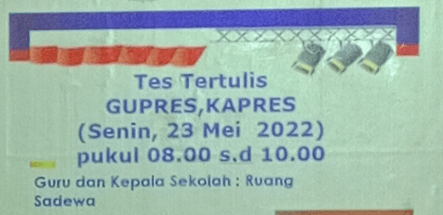 Tes Tertulis
GUPRES,KAPRES
(Senin, 23 Mei 2022)
pukul 08.00 s.d 10.00
Guru dan Kepala Sekolah : Ruang
Sadewa